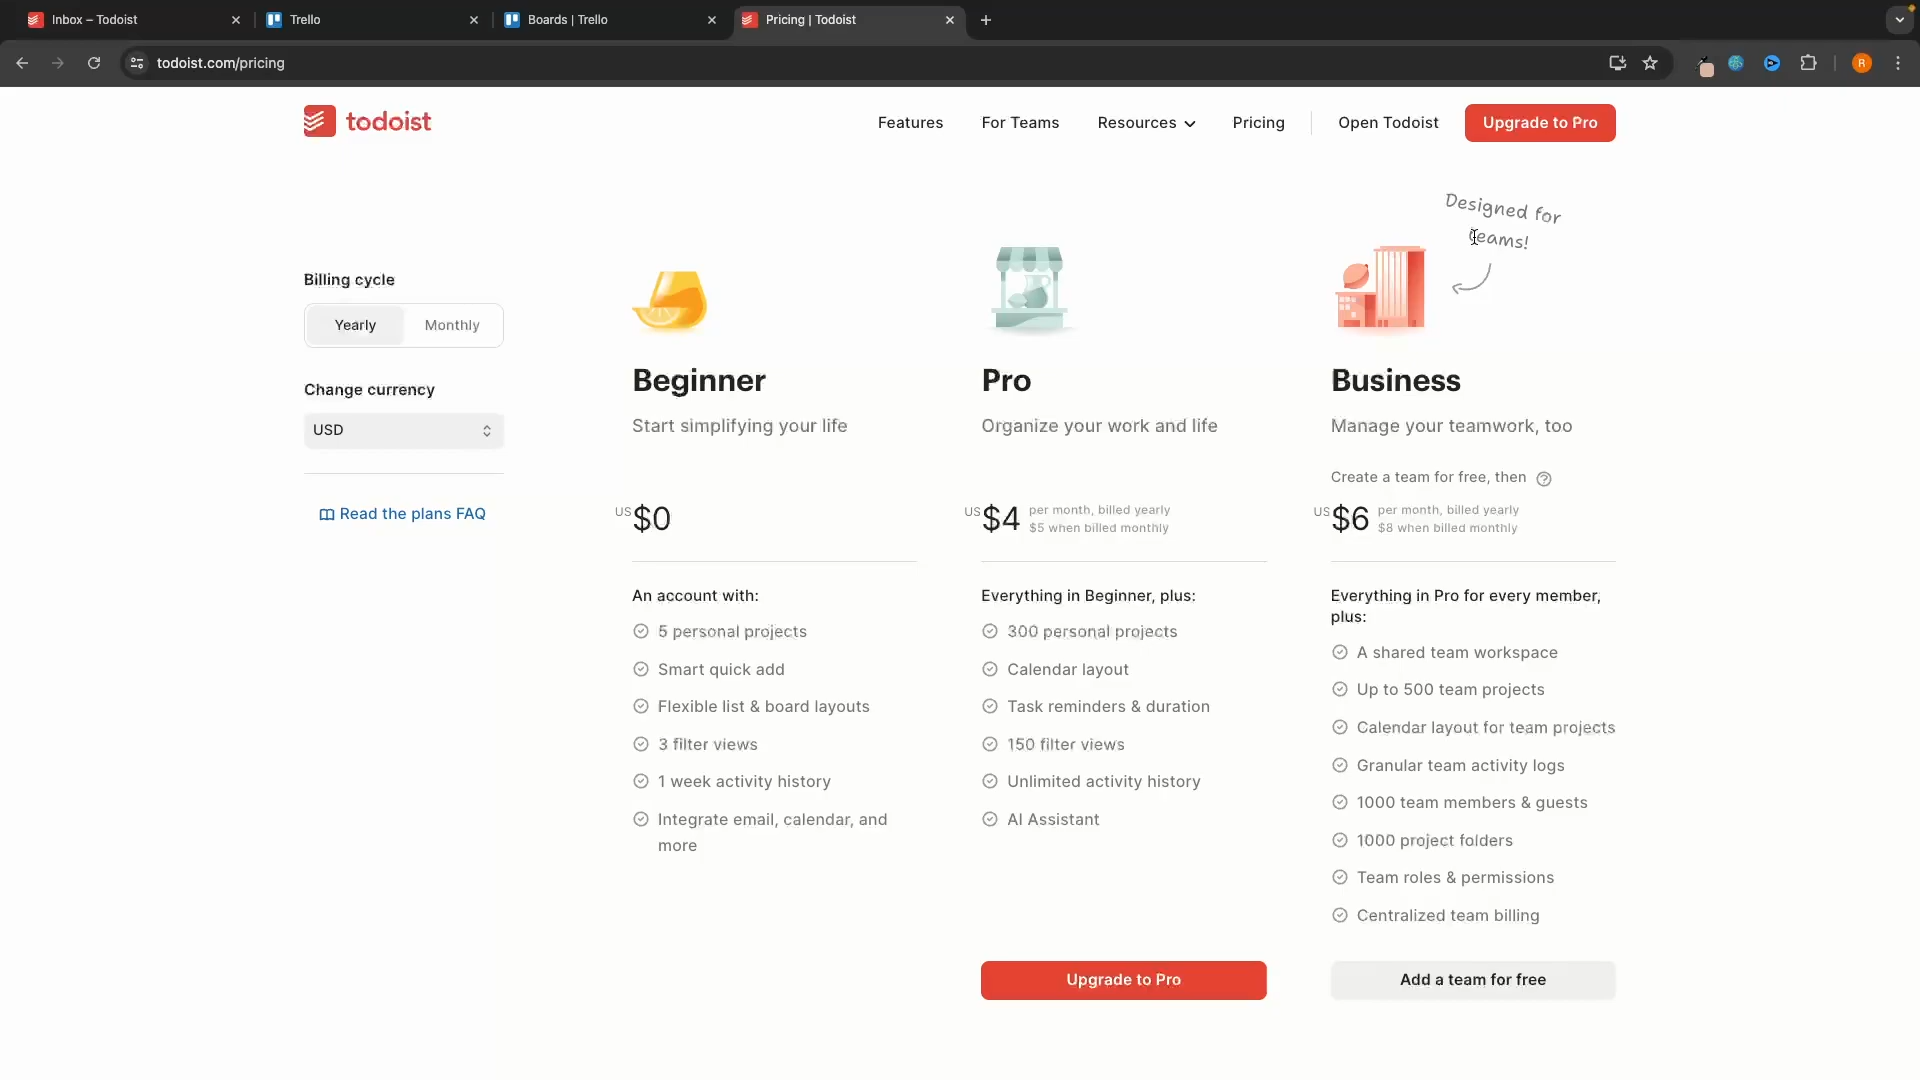 Inbox – Todoist
Trello
Boards | Trello
Pricing | Todoist
todoist.com/pricing
R
todoist
Features
For Teams
Resources
Pricing
Open Todoist
Upgrade to Pro
Designed for
teams!
Billing cycle
Yearly
Monthly
Change currency
USD
Read the plans FAQ
Beginner
Start simplifying your life
US$0
An account with:
5 personal projects
Smart quick add
Flexible list & board layouts
3 filter views
1 week activity history
Integrate email, calendar, and
more
Pro
Organize your work and life
US$4
per month, billed yearly
$5 when billed monthly
Everything in Beginner, plus:
300 personal projects
Calendar layout
Task reminders & duration
150 filter views
Unlimited activity history
AI Assistant
Upgrade to Pro
Business
Manage your teamwork, too
Create a team for free, then
US$6
per month, billed yearly
$8 when billed monthly
Everything in Pro for every member,
plus:
A shared team workspace
Up to 500 team projects
Calendar layout for team projects
Granular team activity logs
1000 team members & guests
1000 project folders
Team roles & permissions
Centralized team billing
Add a team for free